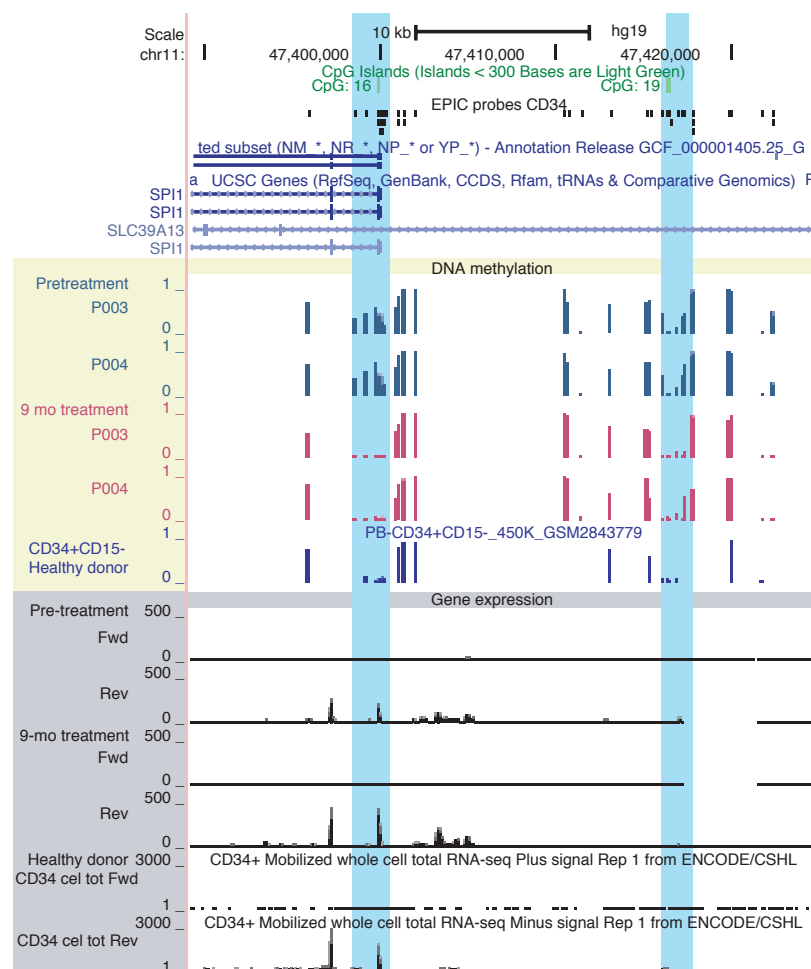 Scale 10 kb hg19
chr11: 47,400,000 47,410,000 47,420,000
CpG Islands (Islands < 300 Bases are Light Green)
CpG: 16 CpG: 19
EPIC probes CD34
ted subset (NM_*, NR_*, NP_* or YP_*) - Annotation Release GCF_000001405.25_G
a UCSC Genes (RefSeq, GenBank, CCDS, Rfam, tRNAs & Comparative Genomics) F
SPI1
SPI1
SLC39A13
SPI1
DNA methylation
Pretreatment 1
P003
0
1
P004
0
9 mo treatment 1
P003
0
1
P004
0
PB-CD34+CD15-_450K_GSM2843779
1
CD34+CD15-
Healthy donor
0
Gene expression
Pre-treatment 500
Fwd
0
500
Rev
0
9-mo treatment
500
Fwd
0
500
Rev
0
Healthy donor 3000 CD34+ Mobilized whole cell total RNA-seq Plus signal Rep 1 from ENCODE/CSHL
CD34 cel tot Fwd
1
3000 CD34+ Mobilized whole cell total RNA-seq Minus signal Rep 1 from ENCODE/CSHL
CD34 cel tot Rev
1